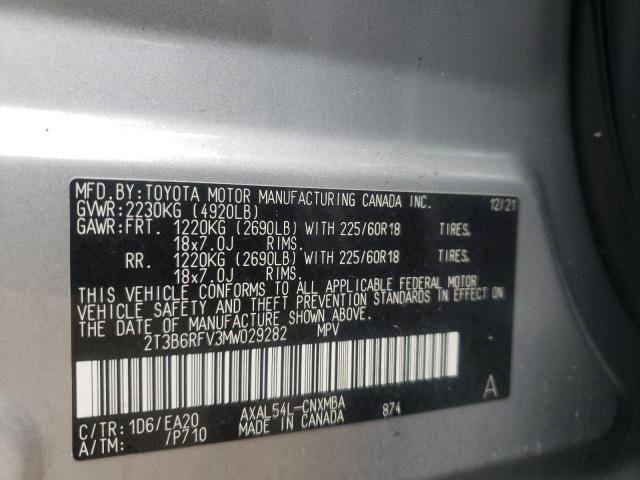 MFD. BY: TOYOTA MOTOR MANUFACTURING CANADA INC. 12/21
GVWR: 2230KG (4920LB)
GAWR: FRT. 1220KG (2690LB) WITH 225/60R18 TIRES,
18x7.0J RIMS.
RR. 1220KG (2690LB) WITH 225/60R18 TIRES,
18x7.0J RIMS.
THIS VEHICLE CONFORMS TO ALL APPLICABLE FEDERAL MOTOR
VEHICLE SAFETY AND THEFT PREVENTION STANDARDS IN EFFECT ON
THE DATE OF MANUFACTURE SHOWN ABOVE.
2T3B6RFV3MW029282 MPV
A
C/TR: 1D6/EA20 AXAL54L-CNXMBA 874
A/TM: /P710 MADE IN CANADA